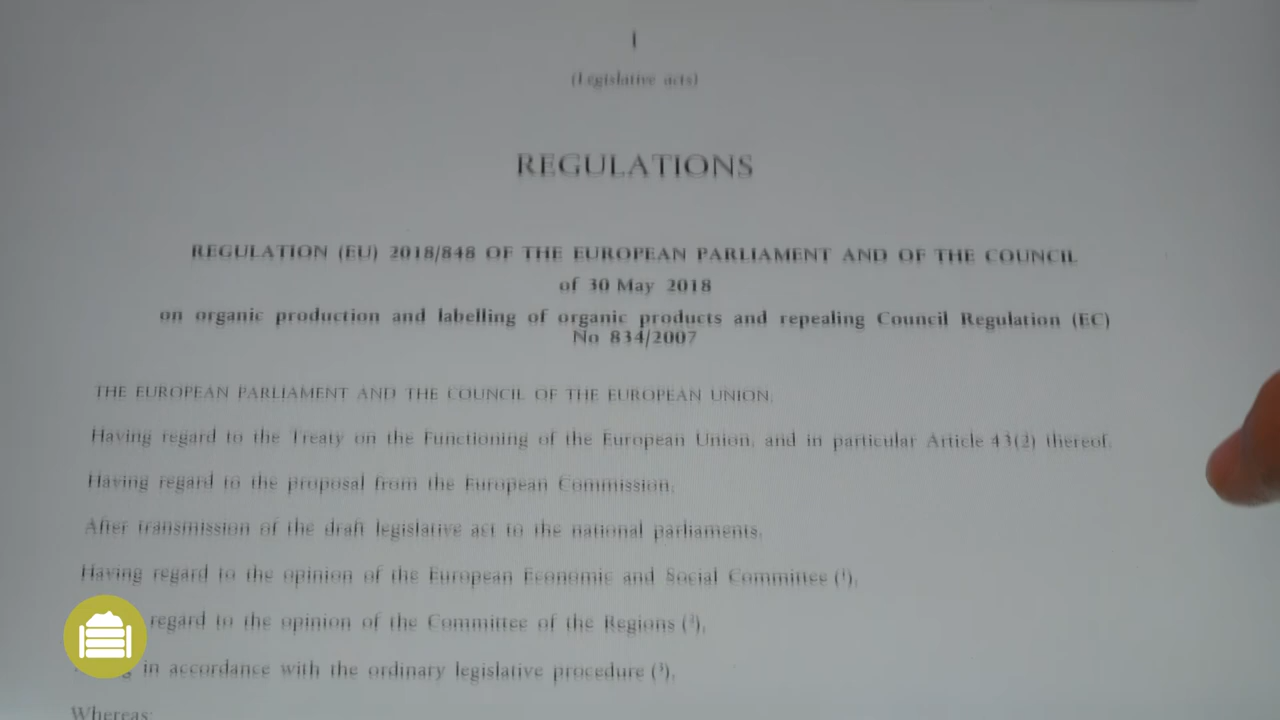 I
(Legislative acts)
REGULATIONS
REGULATION (EU) 2018/848 OF THE EUROPEAN PARLIAMENT AND OF THE COUNCIL
of 30 May 2018
on organic production and labelling of organic products and repealing Council Regulation (EC)
No 834/2007
THE EUROPEAN PARLIAMENT AND THE COUNCIL OF THE EUROPEAN UNION,
Having regard to the Treaty on the Functioning of the European Union, and in particular Article 43(2) thereof,
Having regard to the proposal from the European Commission,
After transmission of the draft legislative act to the national parliaments,
Having regard to the opinion of the European Economic and Social Committee (¹),
regard to the opinion of the Committee of the Regions (²),
in accordance with the ordinary legislative procedure (³),
Whereas: